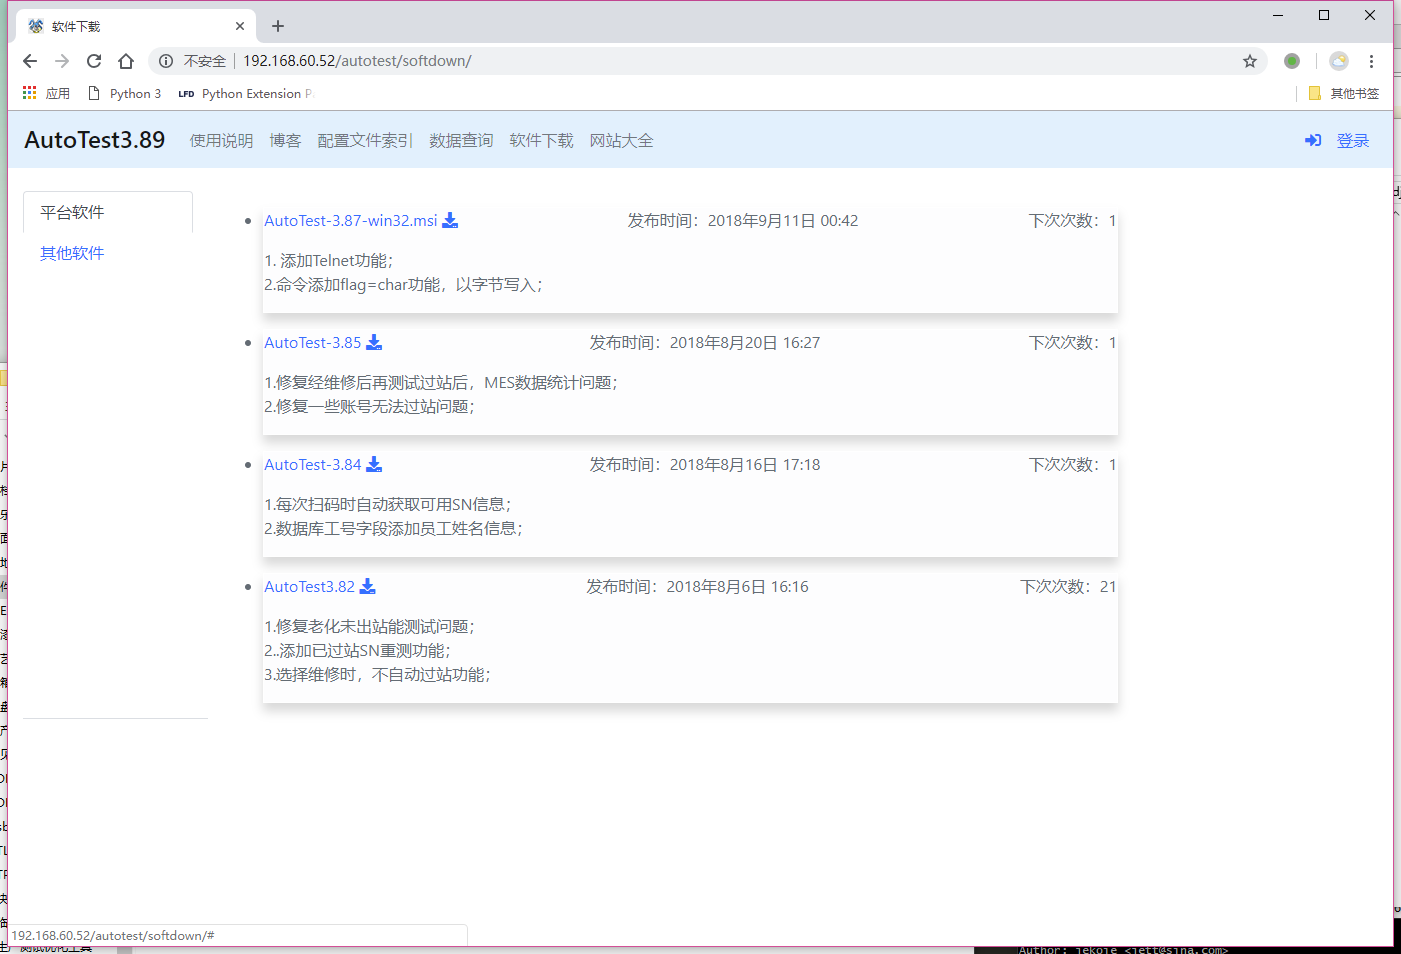 软件下载
不安全 192.168.60.52/autotest/softdown/
应用 Python 3 LFD Python Extension P 其他书签
AutoTest3.89 使用说明 博客 配置文件索引 数据查询 软件下载 网站大全 登录
平台软件
其他软件
AutoTest-3.87-win32.msi 发布时间：2018年9月11日 00:42 下次次数：1
1. 添加Telnet功能；
2.命令添加flag=char功能，以字节写入；
AutoTest-3.85 发布时间：2018年8月20日 16:27 下次次数：1
1.修复经维修后再测试过站后，MES数据统计问题；
2.修复一些账号无法过站问题；
AutoTest-3.84 发布时间：2018年8月16日 17:18 下次次数：1
1.每次扫码时自动获取可用SN信息；
2.数据库工号字段添加员工姓名信息；
AutoTest3.82 发布时间：2018年8月6日 16:16 下次次数：21
1.修复老化未出站能测试问题；
2..添加已过站SN重测功能；
3.选择维修时，不自动过站功能；
192.168.60.52/autotest/softdown/#
Author: jekoie <jett@sina.com>